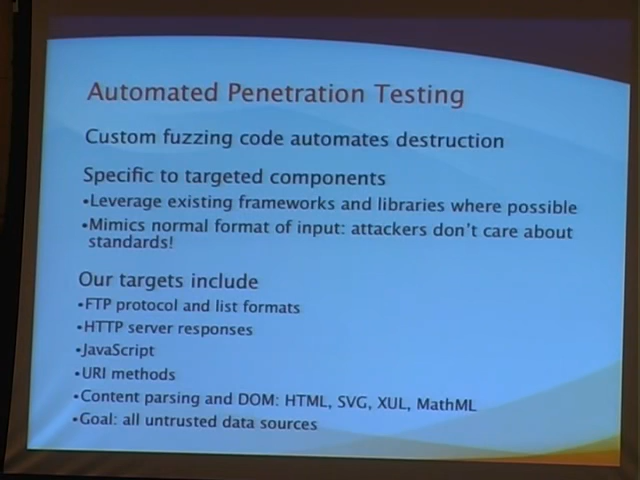 Automated Penetration Testing
Custom fuzzing code automates destruction
Specific to targeted components
•Leverage existing frameworks and libraries where possible
•Mimics normal format of input: attackers don't care about
standards!
Our targets include
•FTP protocol and list formats
•HTTP server responses
•JavaScript
•URI methods
•Content parsing and DOM: HTML, SVG, XUL, MathML
•Goal: all untrusted data sources